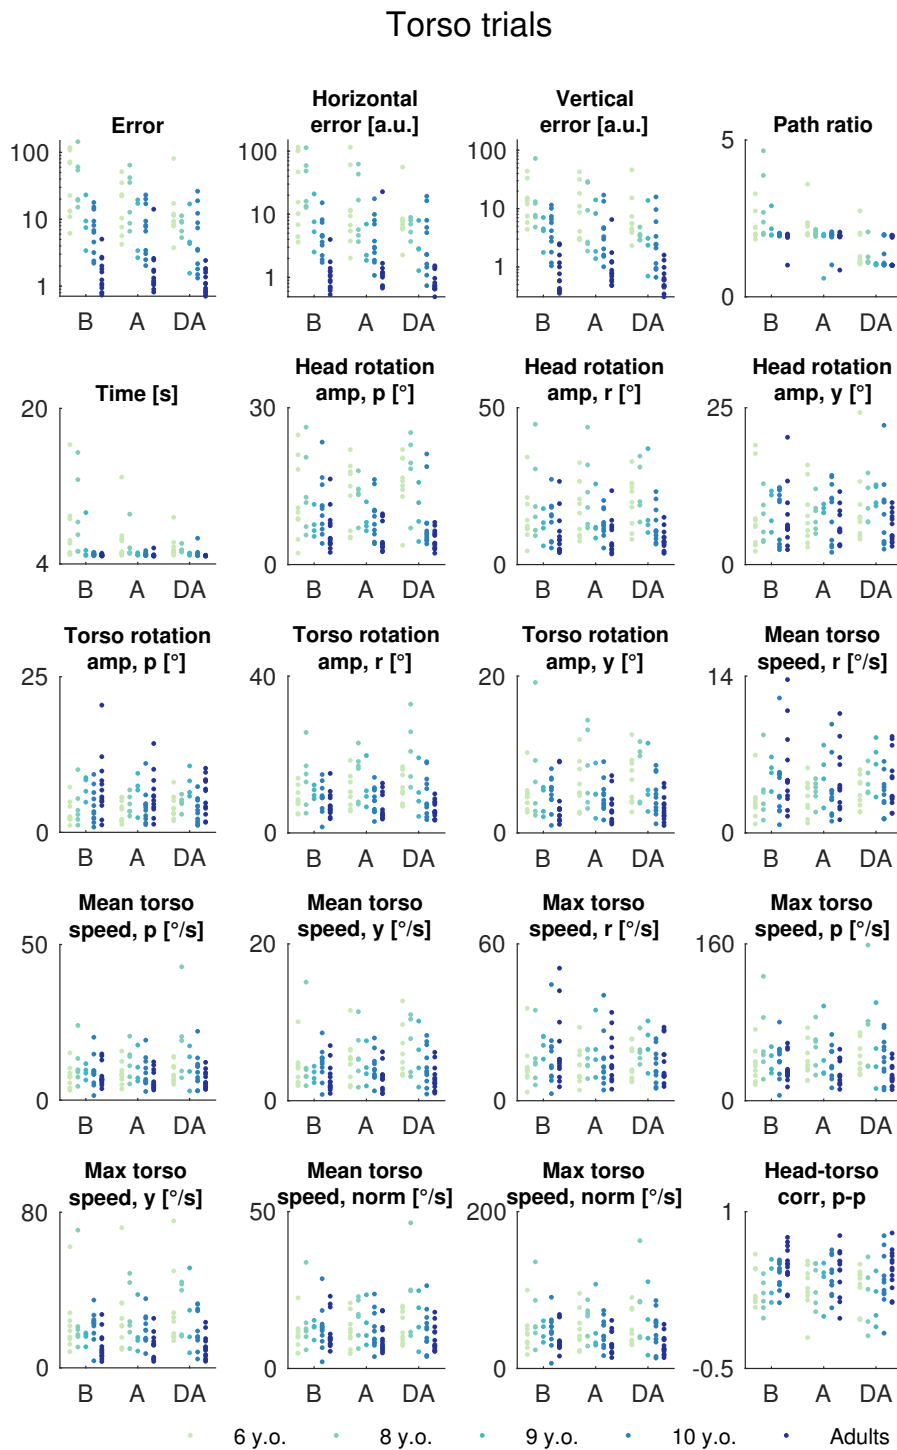 Torso trials
Error
Horizontal
error [a.u.]
Vertical
error [a.u.]
Path ratio
100
10
1
B A DA
100
10
1
B A DA
100
10
1
B A DA
5
0
B A DA
Time [s]
Head rotation
amp, p [°]
Head rotation
amp, r [°]
Head rotation
amp, y [°]
20
4
B A DA
30
0
B A DA
50
0
B A DA
25
0
B A DA
Torso rotation
amp, p [°]
Torso rotation
amp, r [°]
Torso rotation
amp, y [°]
Mean torso
speed, r [°/s]
25
0
B A DA
40
0
B A DA
20
0
B A DA
14
0
B A DA
Mean torso
speed, p [°/s]
Mean torso
speed, y [°/s]
Max torso
speed, r [°/s]
Max torso
speed, p [°/s]
50
0
B A DA
20
0
B A DA
60
0
B A DA
160
0
B A DA
Max torso
speed, y [°/s]
Mean torso
speed, norm [°/s]
Max torso
speed, norm [°/s]
Head-torso
corr, p-p
80
0
B A DA
50
0
B A DA
200
0
B A DA
1
-0.5
B A DA
6 y.o. 8 y.o. 9 y.o. 10 y.o. Adults